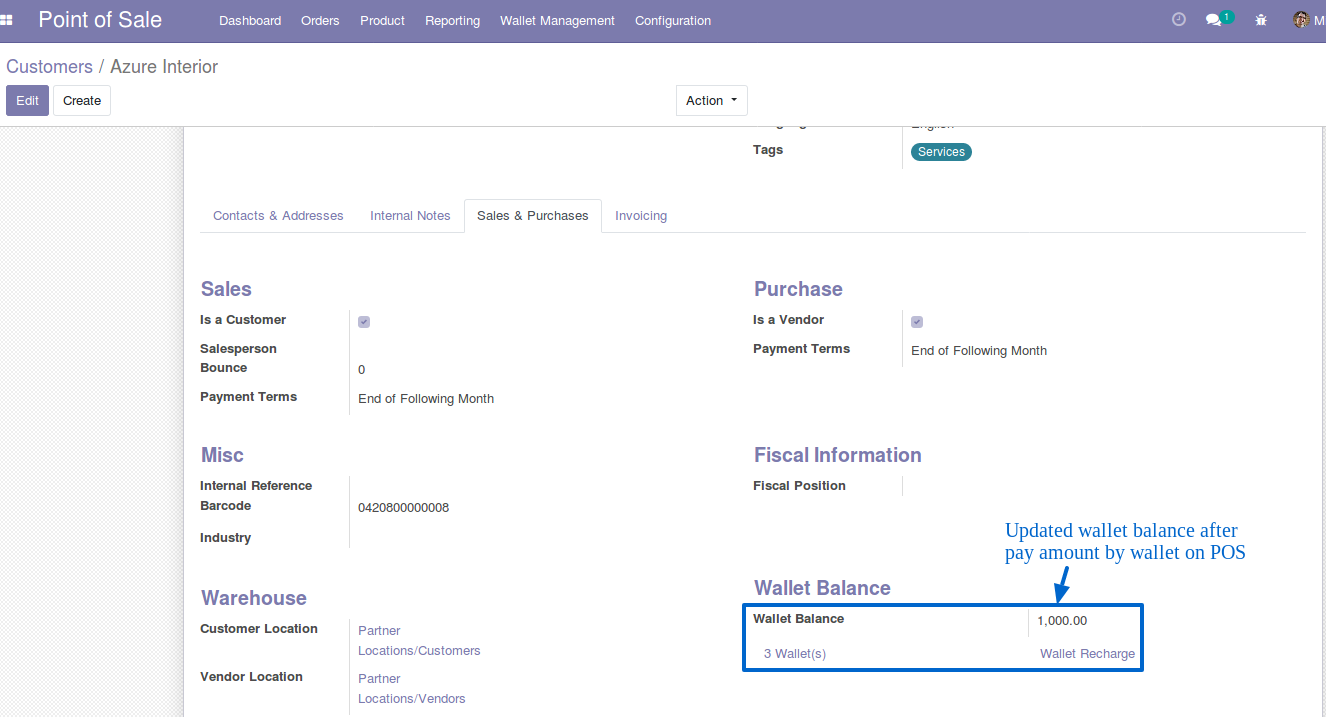 Point of Sale
Dashboard
Orders
Product
Reporting
Wallet Management
Configuration
1
M
Customers / Azure Interior
Edit
Create
Action
English
Tags
Services
Contacts & Addresses
Internal Notes
Sales & Purchases
Invoicing
Sales
Is a Customer
Salesperson
Bounce
0
Payment Terms
End of Following Month
Purchase
Is a Vendor
Payment Terms
End of Following Month
Misc
Internal Reference
Barcode
0420800000008
Industry
Fiscal Information
Fiscal Position
Updated wallet balance after
pay amount by wallet on POS
Warehouse
Customer Location
Partner
Locations/Customers
Vendor Location
Partner
Locations/Vendors
Wallet Balance
Wallet Balance
1,000.00
3 Wallet(s)
Wallet Recharge